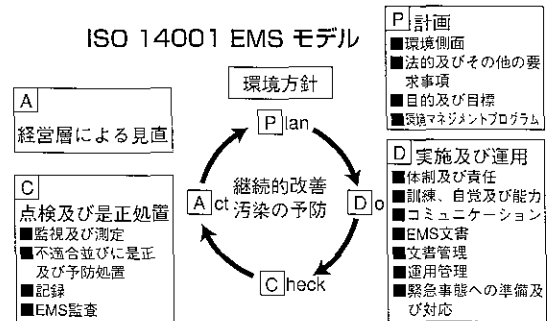 ISO 14001 EMS モデル
P 計画
■環境側面
■法的及びその他の要
求事項
■目的及び目標
■環境マネジメントプログラム
環境方針
A
経営層による見直
Plan
継続的改善
汚染の予防
Act
Do
Check
C
点検及び是正処置
■監視及び測定
■不適合並びに是正
及び予防処置
■記録
■EMS監査
D 実施及び運用
■体制及び責任
■訓練、自覚及び能力
■コミュニケーション
■EMS文書
■文書管理
■運用管理
■緊急事態への準備及
び対応